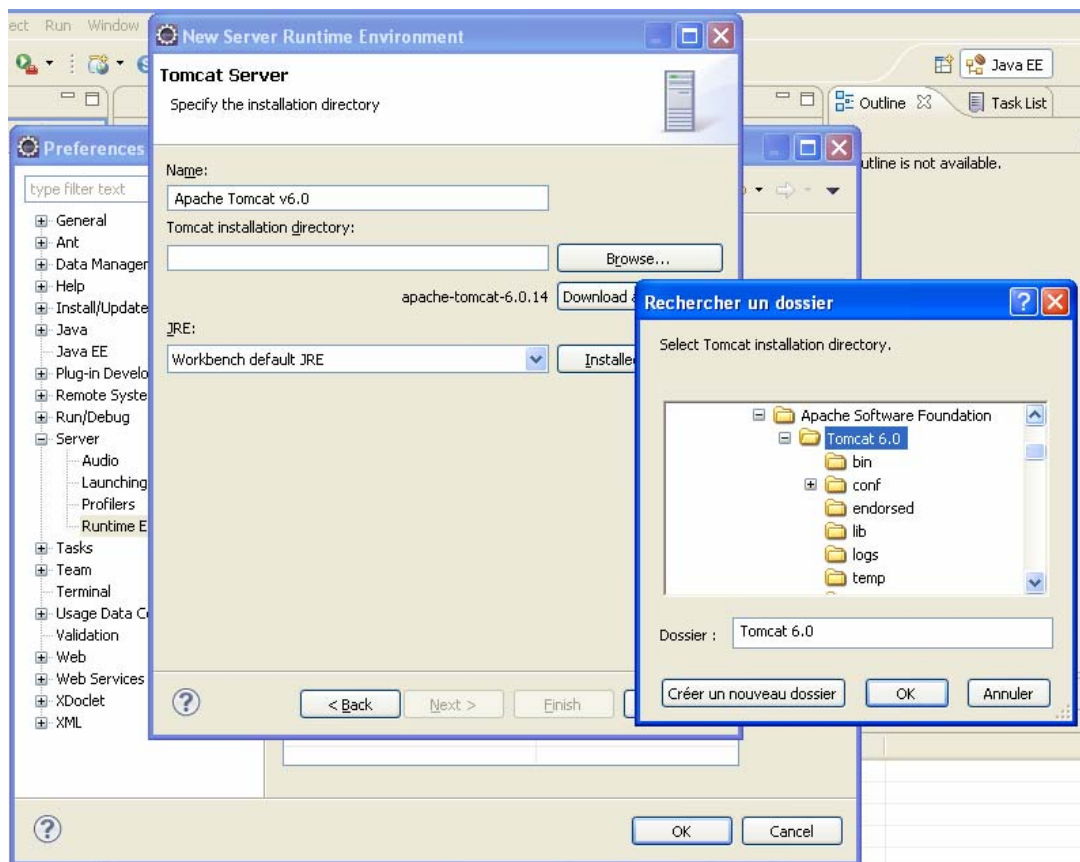 ect Run Window
New Server Runtime Environment
Tomcat Server
Specify the installation directory
Java EE
Outline
Task List
utline is not available.
Preferences
type filter text
General
Ant
Data Manager
Help
Install/Update
Java
Java EE
Plug-in Develo
Remote Syste
Run/Debug
Server
Audio
Launching
Profilers
Runtime E
Tasks
Team
Terminal
Usage Data C
Validation
Web
Web Services
XDoclet
XML
Name:
Apache Tomcat v6.0
Tomcat installation directory:
Browse...
apache-tomcat-6.0.14
Download
JRE:
Workbench default JRE
Installe
< Back
Next >
Finish
Rechercher un dossier
Select Tomcat installation directory.
Apache Software Foundation
Tomcat 6.0
bin
conf
endorsed
lib
logs
temp
Dossier :
Tomcat 6.0
Créer un nouveau dossier
OK
Annuler
OK
Cancel